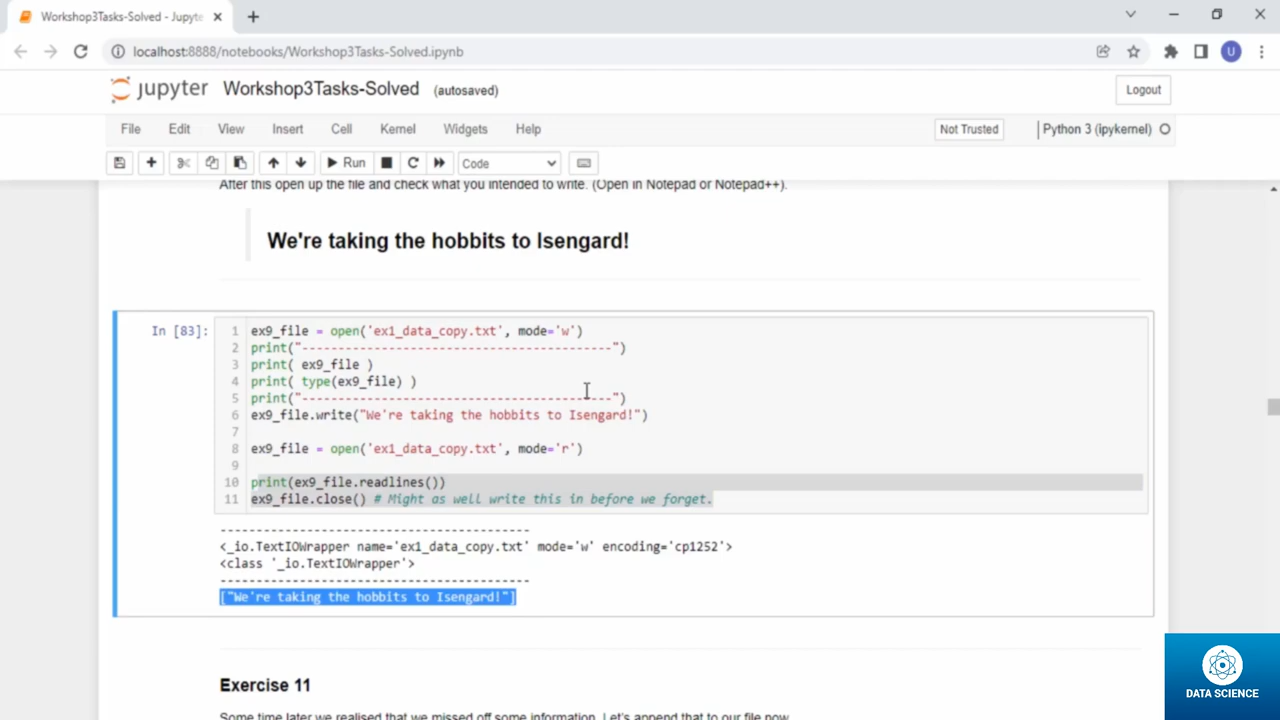 Workshop3Tasks-Solved - Jupyte
localhost:8888/notebooks/Workshop3Tasks-Solved.ipynb
U
jupyter Workshop3Tasks-Solved (autosaved)
Logout
File Edit View Insert Cell Kernel Widgets Help
Not Trusted
Python 3 (ipykernel)
Run
Code
After this open up the file and check what you intended to write. (Open in Notepad or Notepad++).
We're taking the hobbits to Isengard!
In [83]:
1 ex9_file = open('ex1_data_copy.txt', mode='w')
2 print("---------------------------------------")
3 print( ex9_file )
4 print( type(ex9_file) )
5 print("---------------------------------------")
6 ex9_file.write("We're taking the hobbits to Isengard!")
7
8 ex9_file = open('ex1_data_copy.txt', mode='r')
9
10 print(ex9_file.readlines())
11 ex9_file.close() # Might as well write this in before we forget.
---------------------------------------
<_io.TextIOWrapper name='ex1_data_copy.txt' mode='w' encoding='cp1252'>
<class '_io.TextIOWrapper'>
---------------------------------------
["We're taking the hobbits to Isengard!"]
Exercise 11
Some time later we realised that we missed off some information. Let's append that to our file now.
DATA SCIENCE